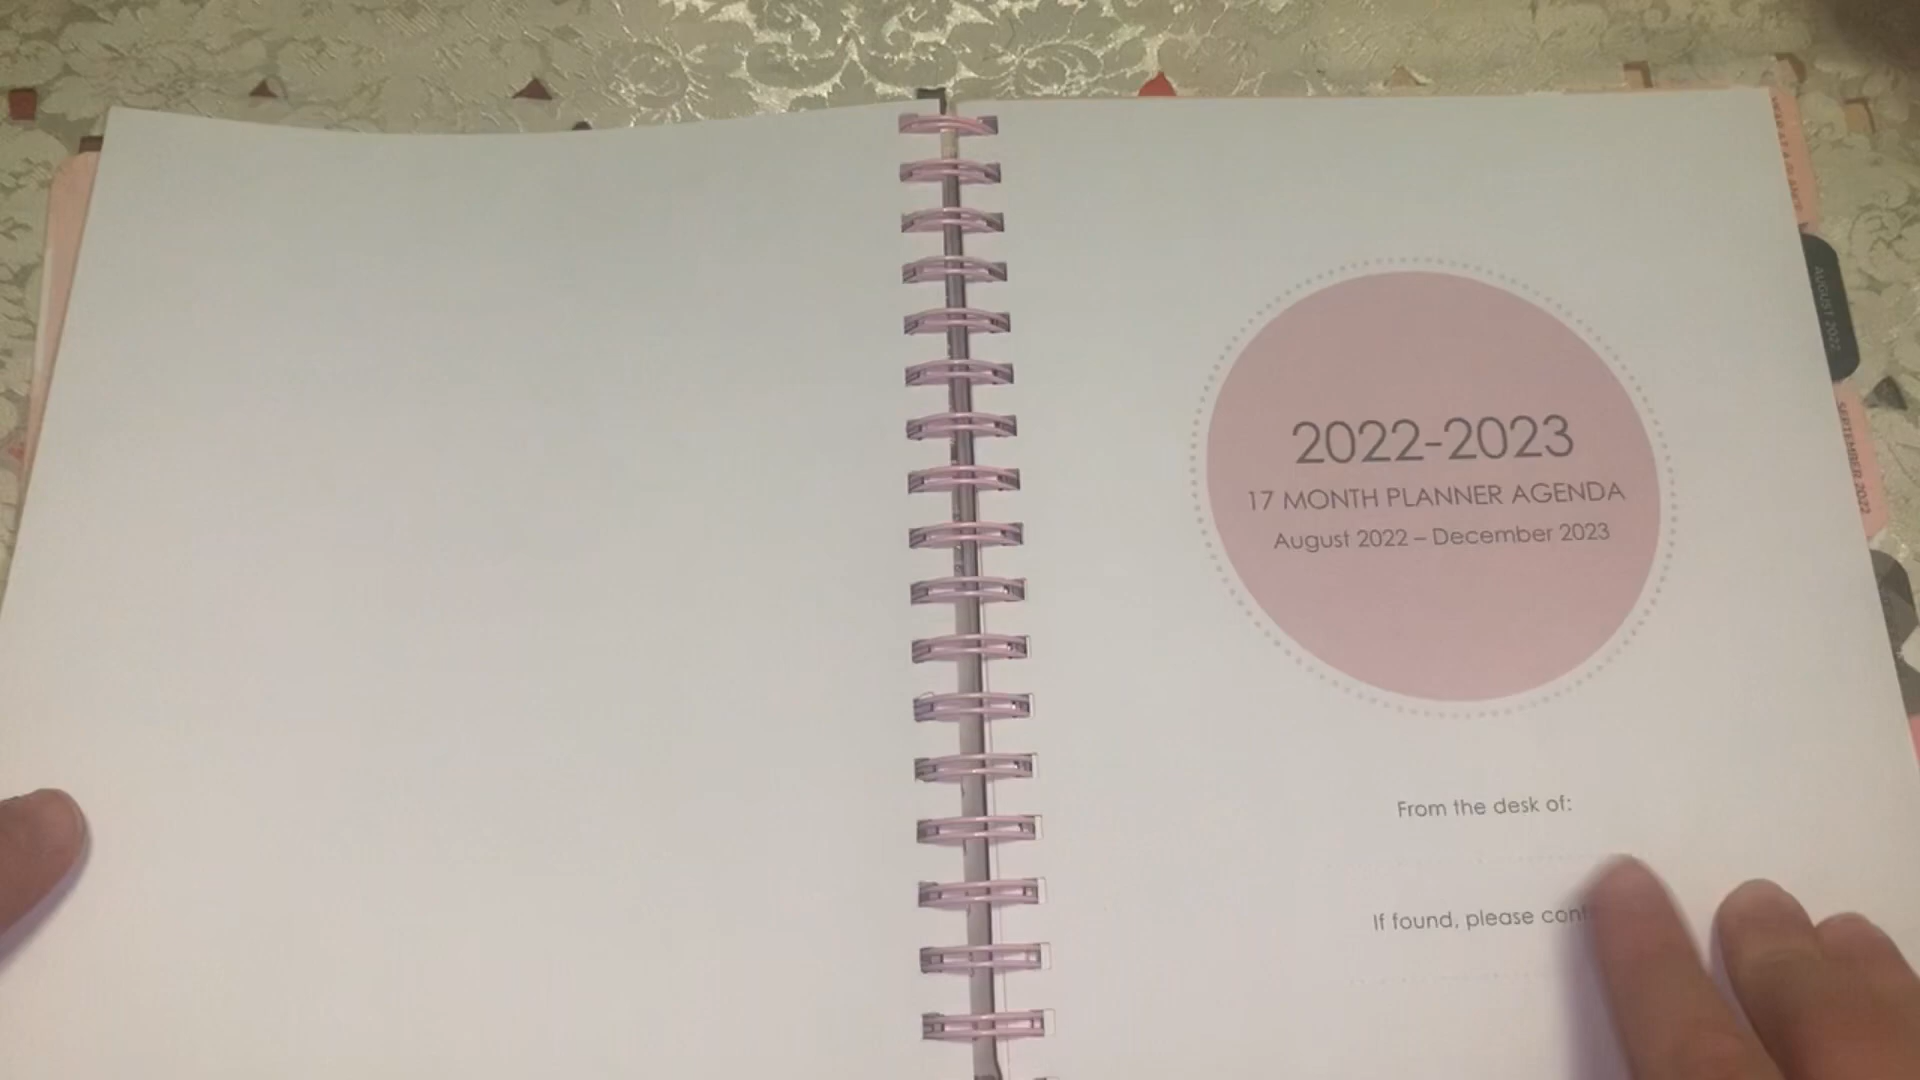 2022-2023
17 MONTH PLANNER AGENDA
August 2022 – December 2023
From the desk of:
If found, please
AUGUST 2022
SEPTEMBER 2022